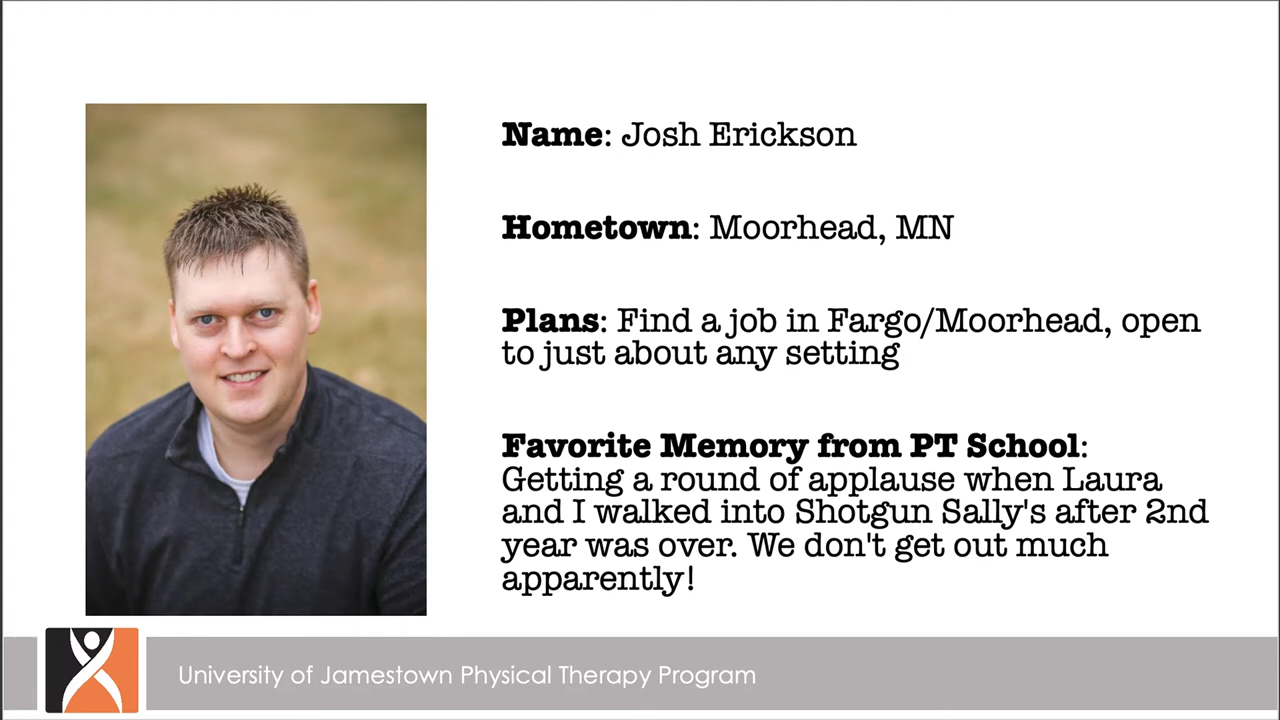 Name: Josh Erickson
Hometown: Moorhead, MN
Plans: Find a job in Fargo/Moorhead, open
to just about any setting
Favorite Memory from PT School:
Getting a round of applause when Laura
and I walked into Shotgun Sally's after 2nd
year was over. We don't get out much
apparently!
University of Jamestown Physical Therapy Program